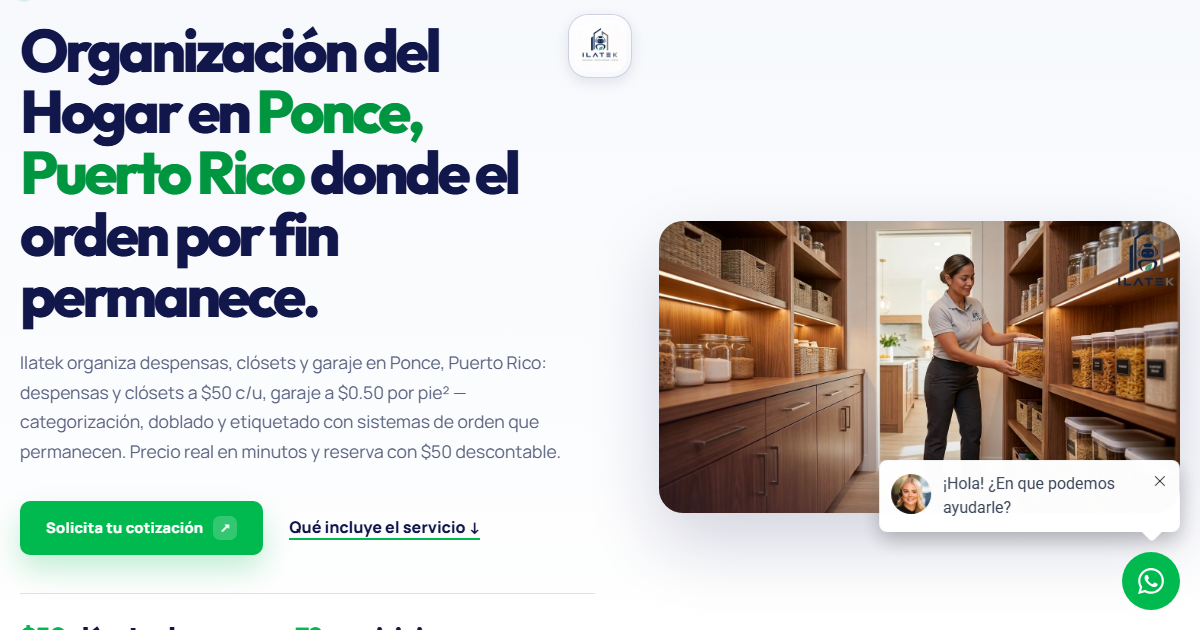 Organización del
Hogar en Ponce,
Puerto Rico donde el
orden por fin
permanece.
Ilatek organiza despensas, clósets y garaje en Ponce, Puerto Rico:
despensas y clósets a $50 c/u, garaje a $0.50 por pie² —
categorización, doblado y etiquetado con sistemas de orden que
permanecen. Precio real en minutos y reserva con $50 descontable.
Solicita tu cotización ↗
Qué incluye el servicio ↓
ILATEK
ILATEK
¡Hola! ¿En que podemos
ayudarle?